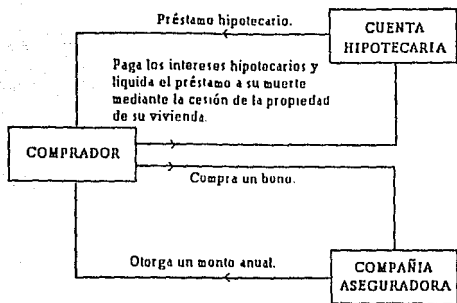 Préstamo hipotecario.
CUENTA
HIPOTECARIA
Paga los intereses hipotecarios y
liquida el préstamo a su muerte
mediante la cesión de la propiedad
de su vivienda.
COMPRADOR
Compra un bono.
Otorga un monto anual.
COMPAÑIA
ASEGURADORA